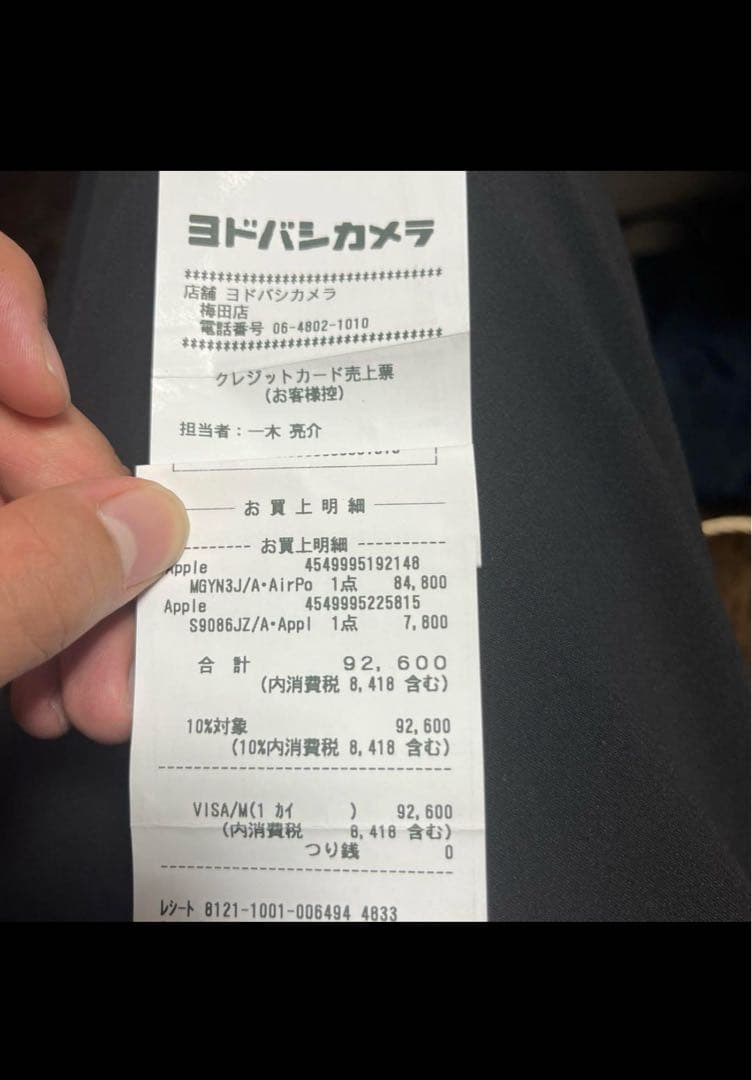 ヨドバシカメラ
********************************
店舗 ヨドバシカメラ
梅田店
電話番号 06-4802-1010
********************************
クレジットカード売上票
(お客様控)
担当者:一木 亮介
お買上明細
お買上明細
Apple 4549995192148
MGYN3J/A・AirPo 1点 84,800
Apple 4549995225815
S9086JZ/A・Appl 1点 7,800
合計 92,600
(内消費税 8,418 含む)
10%対象 92,600
(10%内消費税 8,418 含む)
VISA/M(1 カイ ) 92,600
(内消費税 8,418 含む)
つり銭 0
レシート 8121-1001-006494 4833